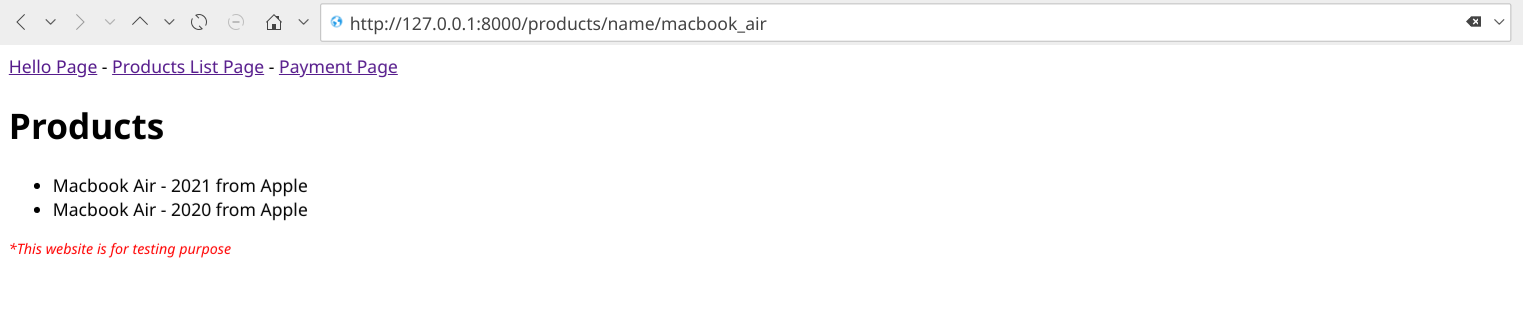 http://127.0.0.1:8000/products/name/macbook_air
Hello Page - Products List Page - Payment Page
Products
• Macbook Air - 2021 from Apple
• Macbook Air - 2020 from Apple
*This website is for testing purpose